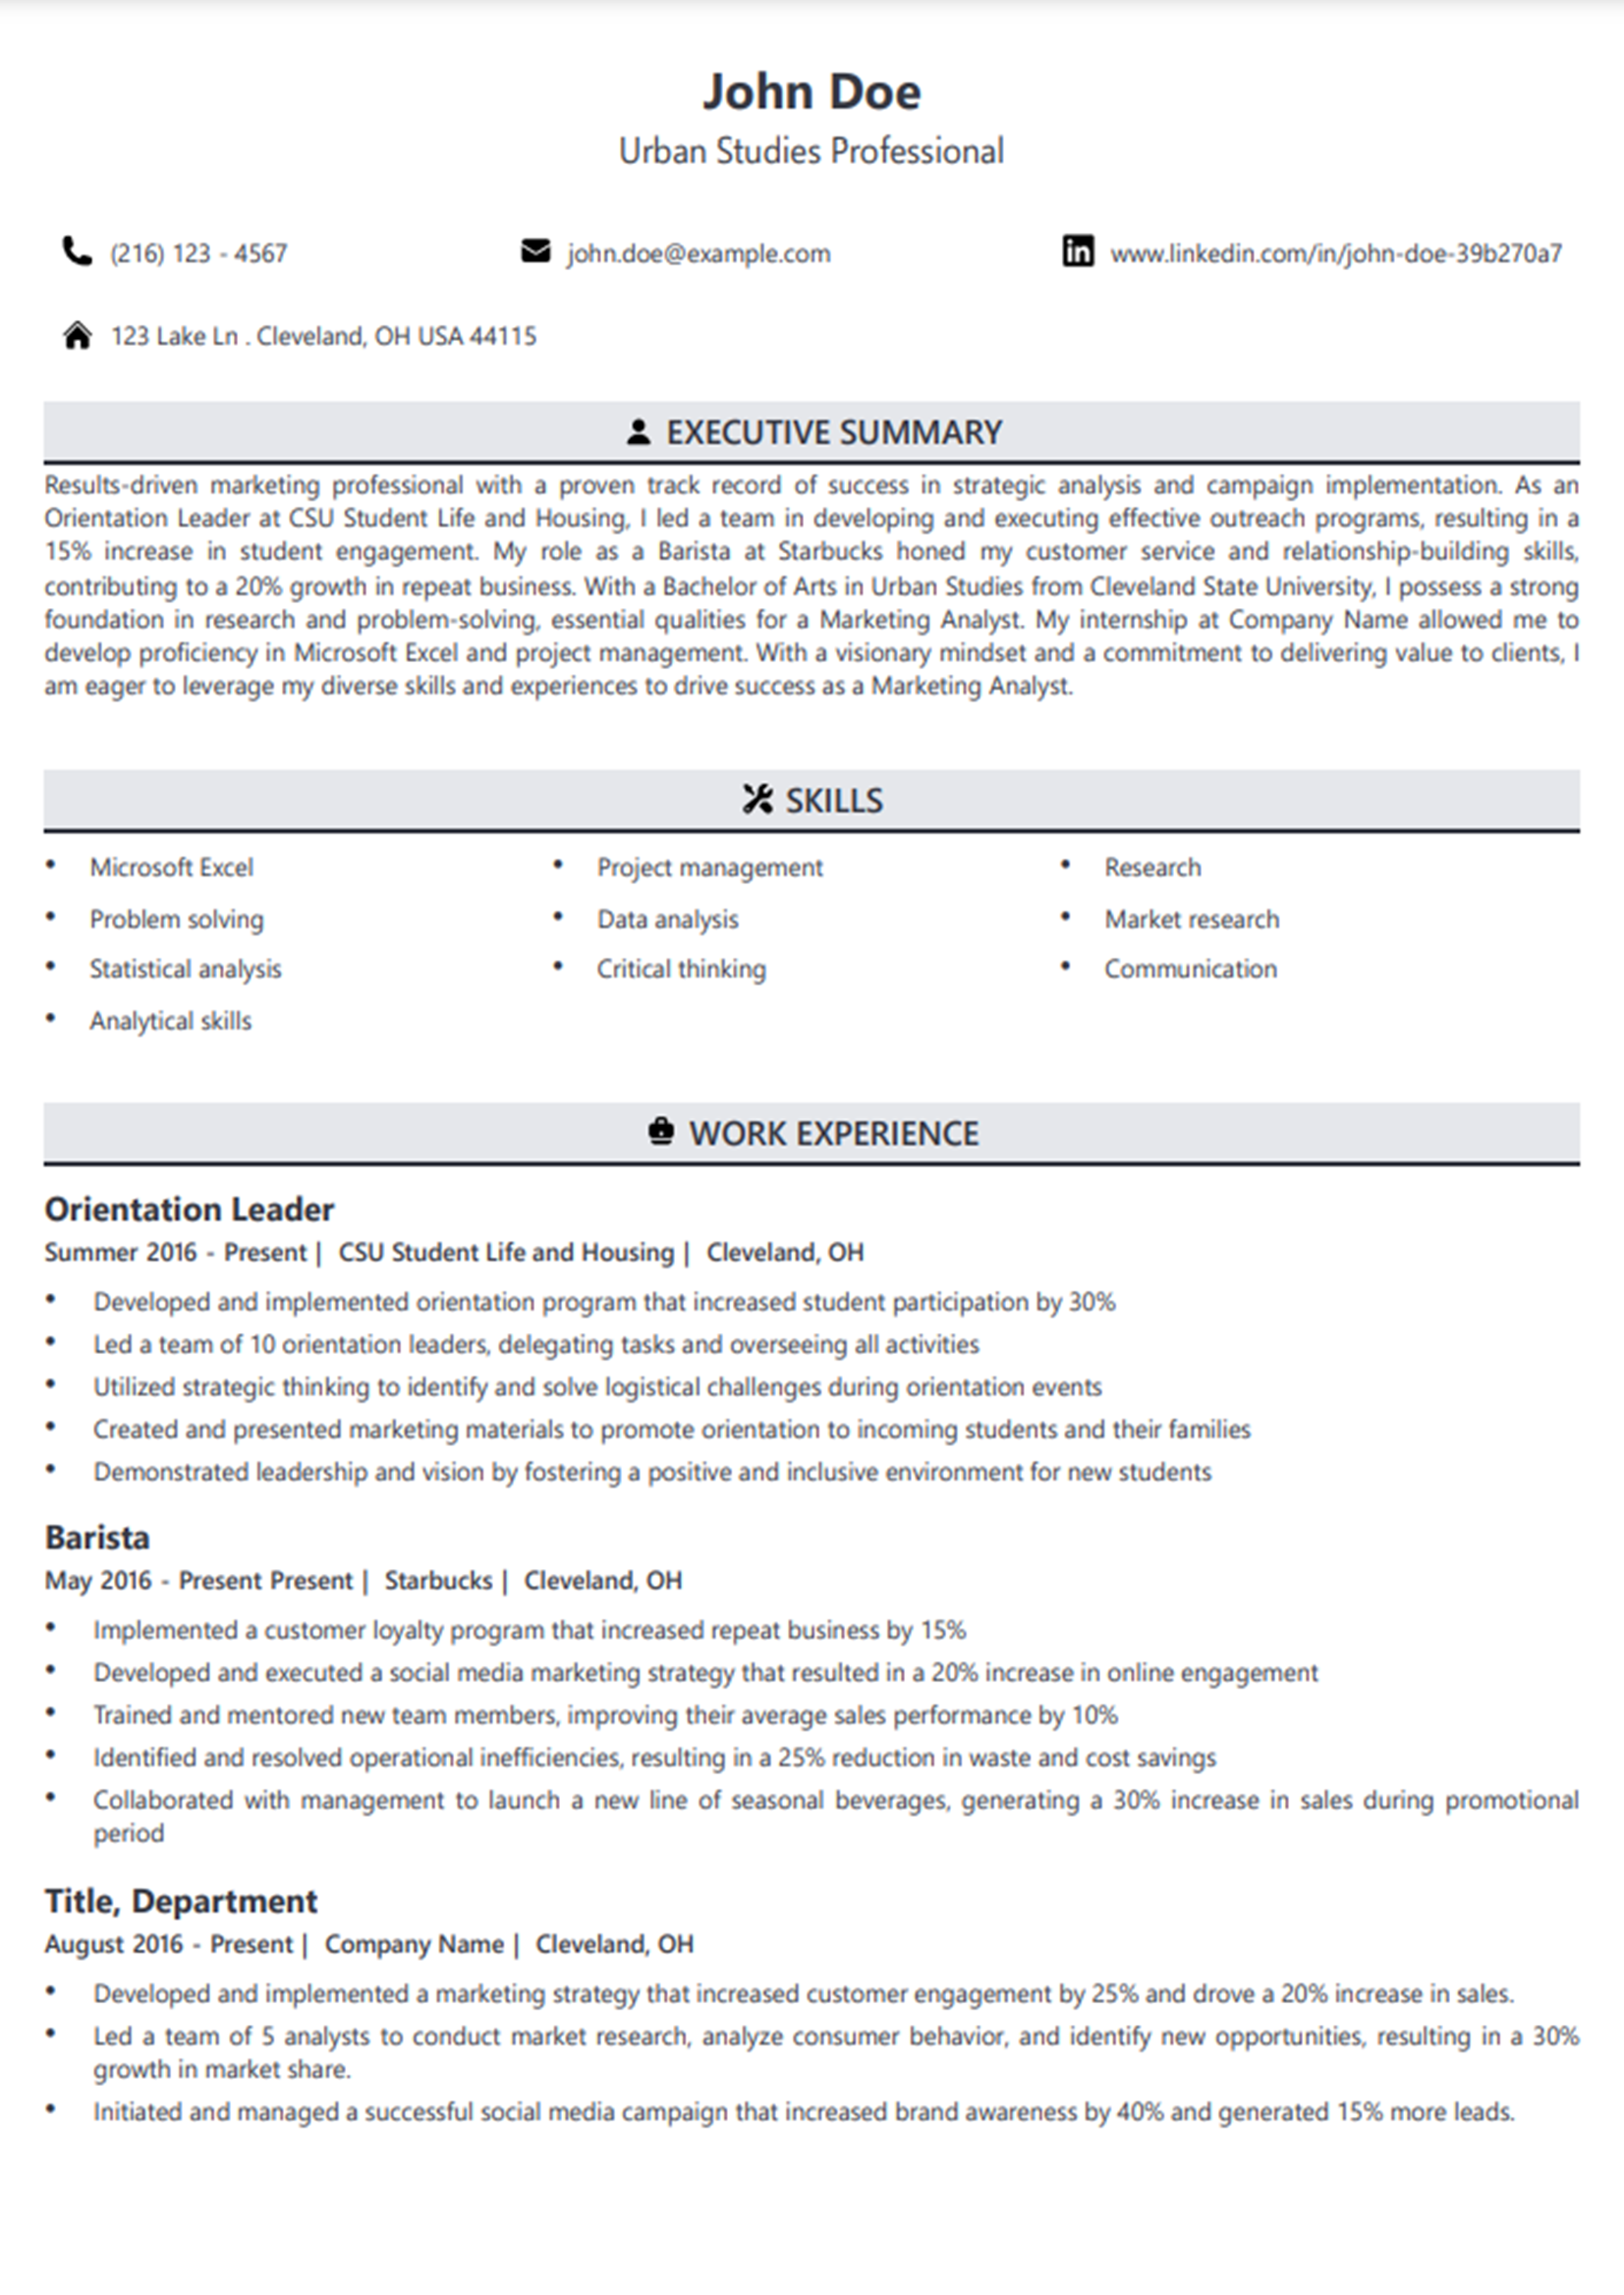 John Doe
Urban Studies Professional
(216) 123 - 4567
john.doe@example.com
www.linkedin.com/in/john-doe-39b270a7
123 Lake Ln . Cleveland, OH USA 44115
EXECUTIVE SUMMARY
Results-driven marketing professional with a proven track record of success in strategic analysis and campaign implementation. As an
Orientation Leader at CSU Student Life and Housing, I led a team in developing and executing effective outreach programs, resulting in a
15% increase in student engagement. My role as a Barista at Starbucks honed my customer service and relationship-building skills,
contributing to a 20% growth in repeat business. With a Bachelor of Arts in Urban Studies from Cleveland State University, I possess a strong
foundation in research and problem-solving, essential qualities for a Marketing Analyst. My internship at Company Name allowed me to
develop proficiency in Microsoft Excel and project management. With a visionary mindset and a commitment to delivering value to clients, I
am eager to leverage my diverse skills and experiences to drive success as a Marketing Analyst.
SKILLS
• Microsoft Excel • Project management • Research
• Problem solving • Data analysis • Market research
• Statistical analysis • Critical thinking • Communication
• Analytical skills
WORK EXPERIENCE
Orientation Leader
Summer 2016 - Present | CSU Student Life and Housing | Cleveland, OH
• Developed and implemented orientation program that increased student participation by 30%
• Led a team of 10 orientation leaders, delegating tasks and overseeing all activities
• Utilized strategic thinking to identify and solve logistical challenges during orientation events
• Created and presented marketing materials to promote orientation to incoming students and their families
• Demonstrated leadership and vision by fostering a positive and inclusive environment for new students
Barista
May 2016 - Present Present | Starbucks | Cleveland, OH
• Implemented a customer loyalty program that increased repeat business by 15%
• Developed and executed a social media marketing strategy that resulted in a 20% increase in online engagement
• Trained and mentored new team members, improving their average sales performance by 10%
• Identified and resolved operational inefficiencies, resulting in a 25% reduction in waste and cost savings
• Collaborated with management to launch a new line of seasonal beverages, generating a 30% increase in sales during promotional
period
Title, Department
August 2016 - Present | Company Name | Cleveland, OH
• Developed and implemented a marketing strategy that increased customer engagement by 25% and drove a 20% increase in sales.
• Led a team of 5 analysts to conduct market research, analyze consumer behavior, and identify new opportunities, resulting in a 30%
growth in market share.
• Initiated and managed a successful social media campaign that increased brand awareness by 40% and generated 15% more leads.